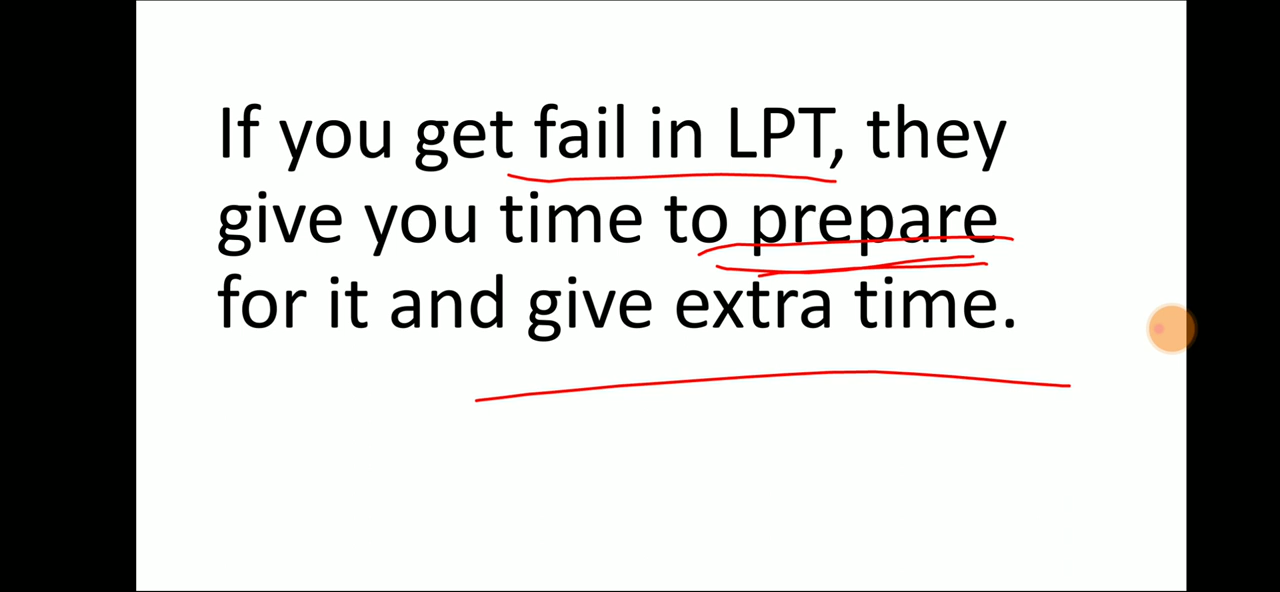 If you get fail in LPT, they
give you time to prepare
for it and give extra time.